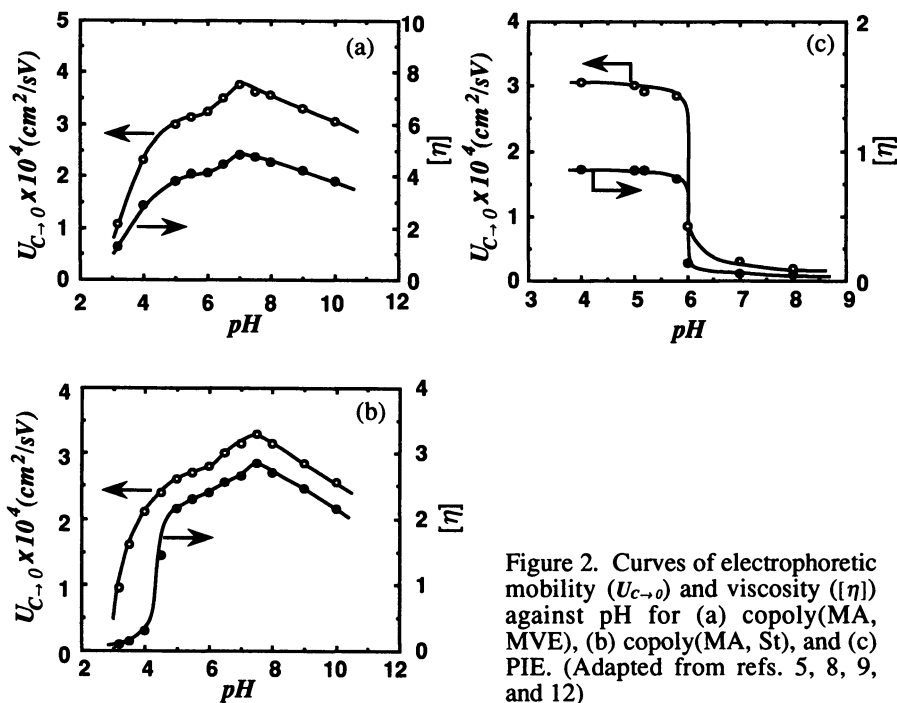 (a)
5
4
3
2
1
0
U_{C→0} x10^4 (cm^2/sV)
10
8
6
4
2
0
[η]
2 4 6 8 10 12
pH
(c)
4
3
2
1
0
U_{C→0} x10^4 (cm^2/sV)
2
1
0
[η]
3 4 5 6 7 8 9
pH
(b)
4
3
2
1
0
U_{C→0} x10^4 (cm^2/sV)
4
3
2
1
0
[η]
2 4 6 8 10 12
pH
Figure 2. Curves of electrophoretic
mobility (U_{c→0}) and viscosity ([η])
against pH for (a) copoly(MA,
MVE), (b) copoly(MA, St), and (c)
PIE. (Adapted from refs. 5, 8, 9,
and 12)